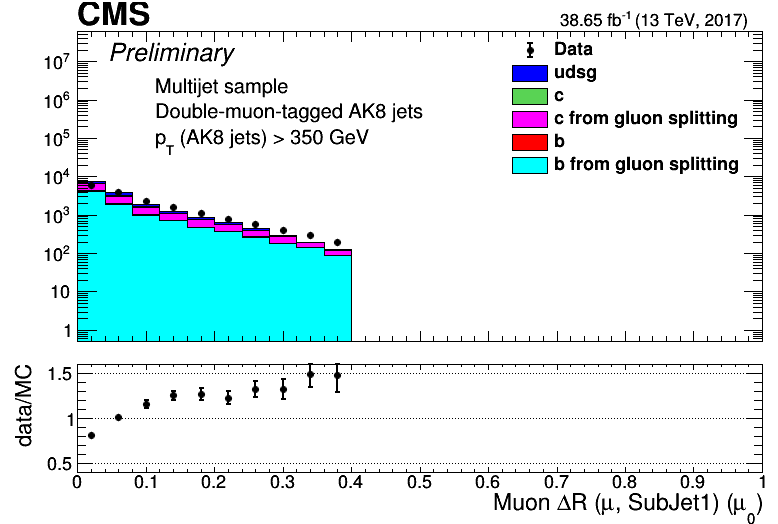 CMS
38.65 fb⁻¹ (13 TeV, 2017)
Preliminary
Multijet sample
Double-muon-tagged AK8 jets
p_T (AK8 jets) > 350 GeV
Data
udsg
c
c from gluon splitting
b
b from gluon splitting
10⁷
10⁶
10⁵
10⁴
10³
10²
10
1
data/MC
1.5
1
0.5
0 0.1 0.2 0.3 0.4 0.5 0.6 0.7 0.8 0.9 1
Muon ΔR (μ, SubJet1) (μ₀)